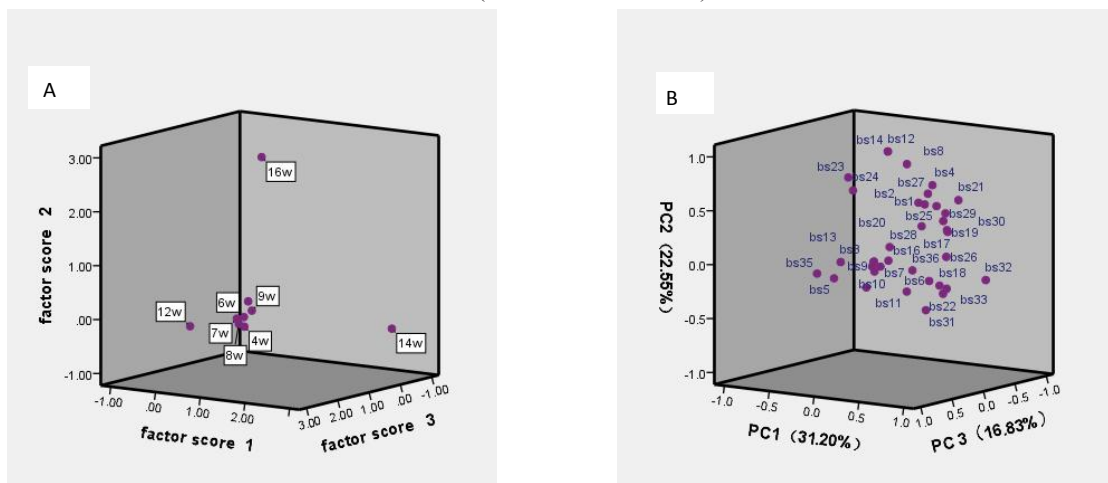 A
3.00
2.00
1.00
.00
-1.00
factor score 2
16w
6w
9w
12w
7w
4w
8w
14w
-1.00 .00 1.00 2.00
3.00 2.00 1.00 .00 -1.00
factor score 1
factor score 3
B
1.0
0.5
0.0
-0.5
-1.0
PC2 (22.55%)
bs14 bs12
bs8
bs23
bs24
bs4
bs27
bs2
bs21
bs1
bs25
bs29
bs20
bs30
bs28
bs19
bs13
bs17
bs3
bs16
bs35
bs9
bs36
bs26
bs7
bs32
bs5
bs10
bs6
bs18
bs11
bs33
bs22
bs31
-1.0 -0.5 0.0 0.5 1.0
1.0 0.5 0.0 -0.5 -1.0
PC1 (31.20%)
PC 3 (16.83%)